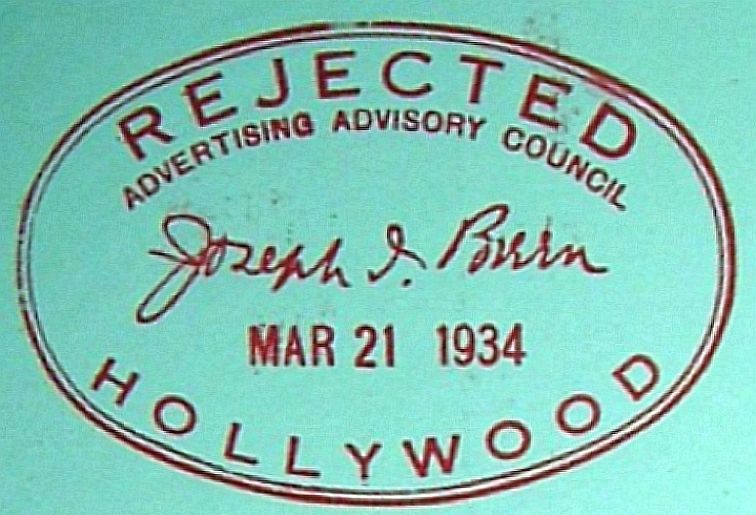 REJECTED
ADVERTISING ADVISORY COUNCIL
Joseph I. Breen
MAR 21 1934
HOLLYWOOD